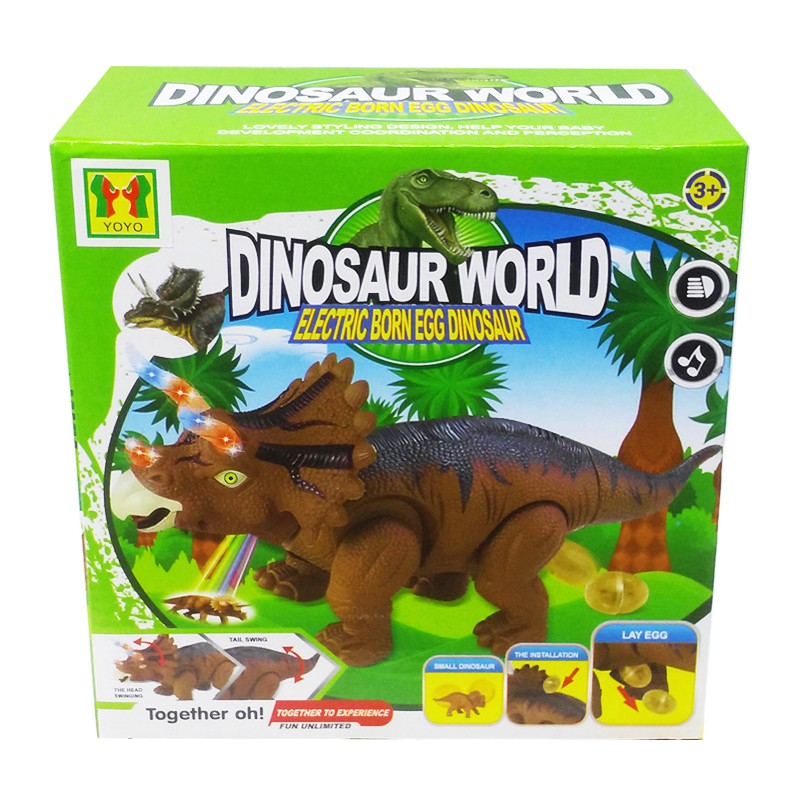 DINOSAUR WORLD
ELECTRIC BORN EGG DINOSAUR
LOVELY STYLING DESIGN, HELP YOUR BABY
DEVELOPMENT COORDINATION AND PERCEPTION
YOYO
3+
DINOSAUR WORLD
ELECTRIC BORN EGG DINOSAUR
TAIL SWING
THE HEAD
SWINGING
SMALL DINOSAUR
THE INSTALLATION
LAY EGG
Together oh!
TOGETHER TO EXPERIENCE
FUN UNLIMITED